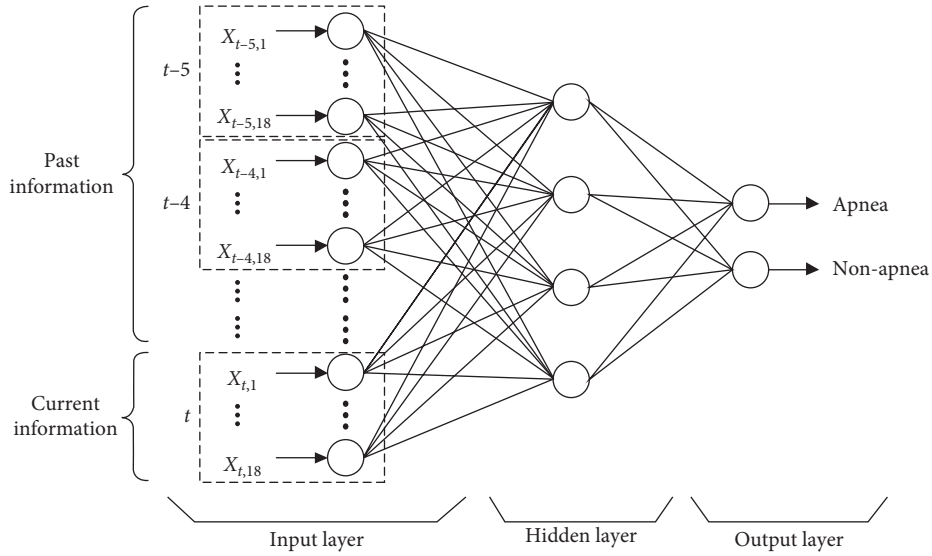 X_{t–5,1}
t–5
X_{t–5,18}
Past
information
X_{t–4,1}
t–4
X_{t–4,18}
Apnea
Non-apnea
X_{t,1}
Current
information
t
X_{t,18}
Input layer
Hidden layer
Output layer